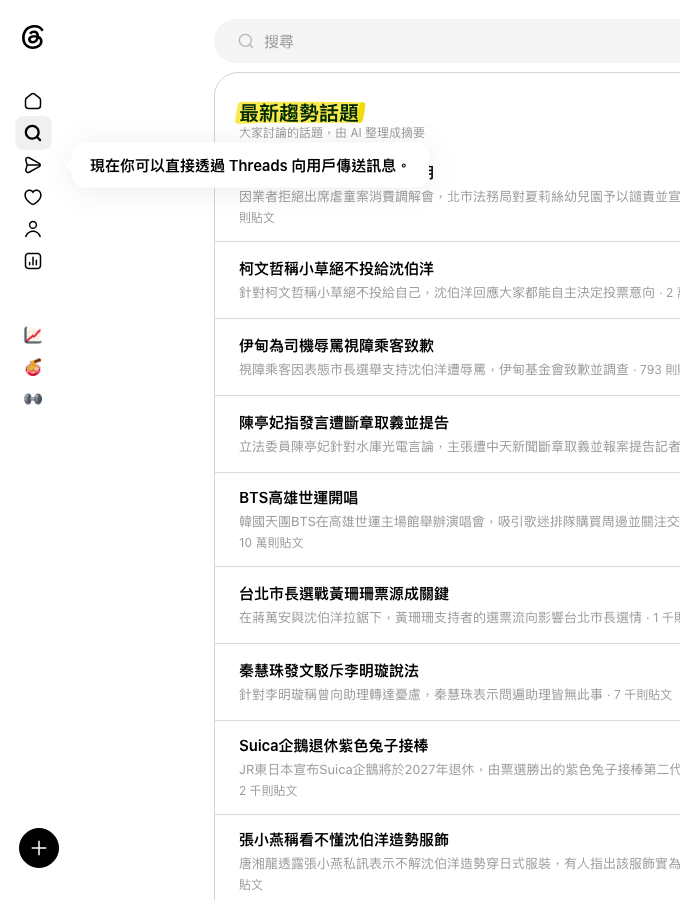 搜尋
最新趨勢話題
大家討論的話題，由 AI 整理成摘要
現在你可以直接透過 Threads 向用戶傳送訊息。
因業者拒絕出席虐童案消費調解會，北市法務局對夏莉絲幼兒園予以譴責並宣
則貼文
柯文哲稱小草絕不投給沈伯洋
針對柯文哲稱小草絕不投給自己，沈伯洋回應大家都能自主決定投票意向 · 2
伊甸為司機辱罵視障乘客致歉
視障乘客因表態市長選舉支持沈伯洋遭辱罵，伊甸基金會致歉並調查 · 793 則
陳亭妃指發言遭斷章取義並提告
立法委員陳亭妃針對水庫光電言論，主張遭中天新聞斷章取義並報案提告記者
BTS高雄世運開唱
韓國天團BTS在高雄世運主場館舉辦演唱會，吸引歌迷排隊購買周邊並關注交
10 萬則貼文
台北市長選戰黃珊珊票源成關鍵
在蔣萬安與沈伯洋拉鋸下，黃珊珊支持者的選票流向影響台北市長選情 · 1 千
秦慧珠發文駁斥李明璇說法
針對李明璇稱曾向助理轉達憂慮，秦慧珠表示問遍助理皆無此事 · 7 千則貼文
Suica企鵝退休紫色兔子接棒
JR東日本宣布Suica企鵝將於2027年退休，由票選勝出的紫色兔子接棒第二代
2 千則貼文
張小燕稱看不懂沈伯洋造勢服飾
唐湘龍透露張小燕私訊表示不解沈伯洋造勢穿日式服裝，有人指出該服飾實為
貼文